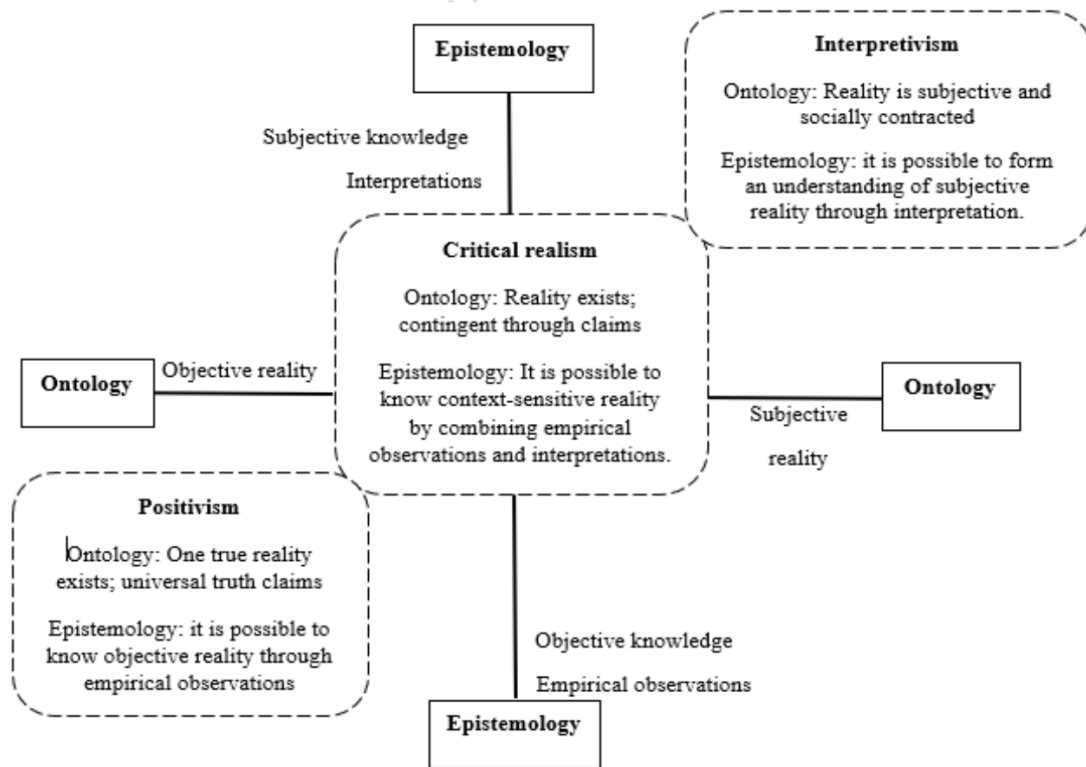 Epistemology
Subjective knowledge
Interpretations
Interpretivism
Ontology: Reality is subjective and
socially contracted
Epistemology: it is possible to form
an understanding of subjective
reality through interpretation.
Critical realism
Ontology: Reality exists;
contingent through claims
Epistemology: It is possible to
know context-sensitive reality
by combining empirical
observations and interpretations.
Ontology
Objective reality
Subjective
reality
Ontology
Positivism
Ontology: One true reality
exists; universal truth claims
Epistemology: it is possible to
know objective reality through
empirical observations
Objective knowledge
Empirical observations
Epistemology